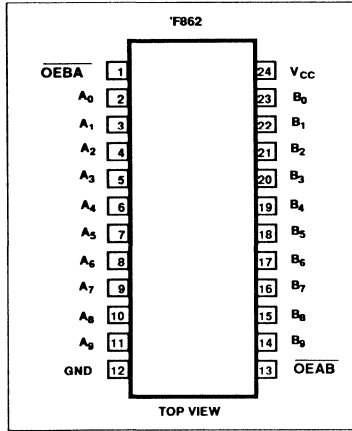 'F862
OEBA 1 24 VCC
A0 2 23 B0
A1 3 22 B1
A2 4 21 B2
A3 5 20 B3
A4 6 19 B4
A5 7 18 B5
A6 8 17 B6
A7 9 16 B7
A8 10 15 B8
A9 11 14 B9
GND 12 13 OEAB
TOP VIEW